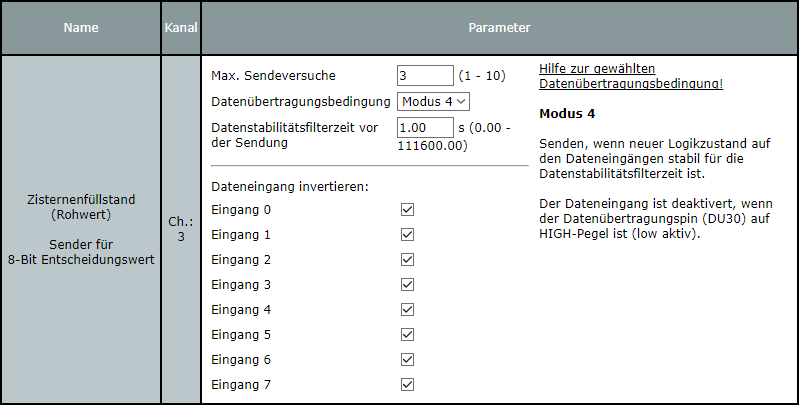 Name
Kanal
Parameter
Zisternenfüllstand
(Rohwert)
Sender für
8-Bit Entscheidungswert
Ch.:
3
Max. Sendeversuche 3 (1 - 10)
Datenübertragungsbedingung Modus 4
Datenstabilitätsfilterzeit vor
der Sendung
1.00 s (0.00 -
111600.00)
Dateneingang invertieren:
Eingang 0
Eingang 1
Eingang 2
Eingang 3
Eingang 4
Eingang 5
Eingang 6
Eingang 7
Hilfe zur gewählten
Datenübertragungsbedingung!
Modus 4
Senden, wenn neuer Logikzustand auf
den Dateneingängen stabil für die
Datenstabilitätsfilterzeit ist.
Der Dateneingang ist deaktivert, wenn
der Datenübertragungspin (DU30) auf
HIGH-Pegel ist (low aktiv).